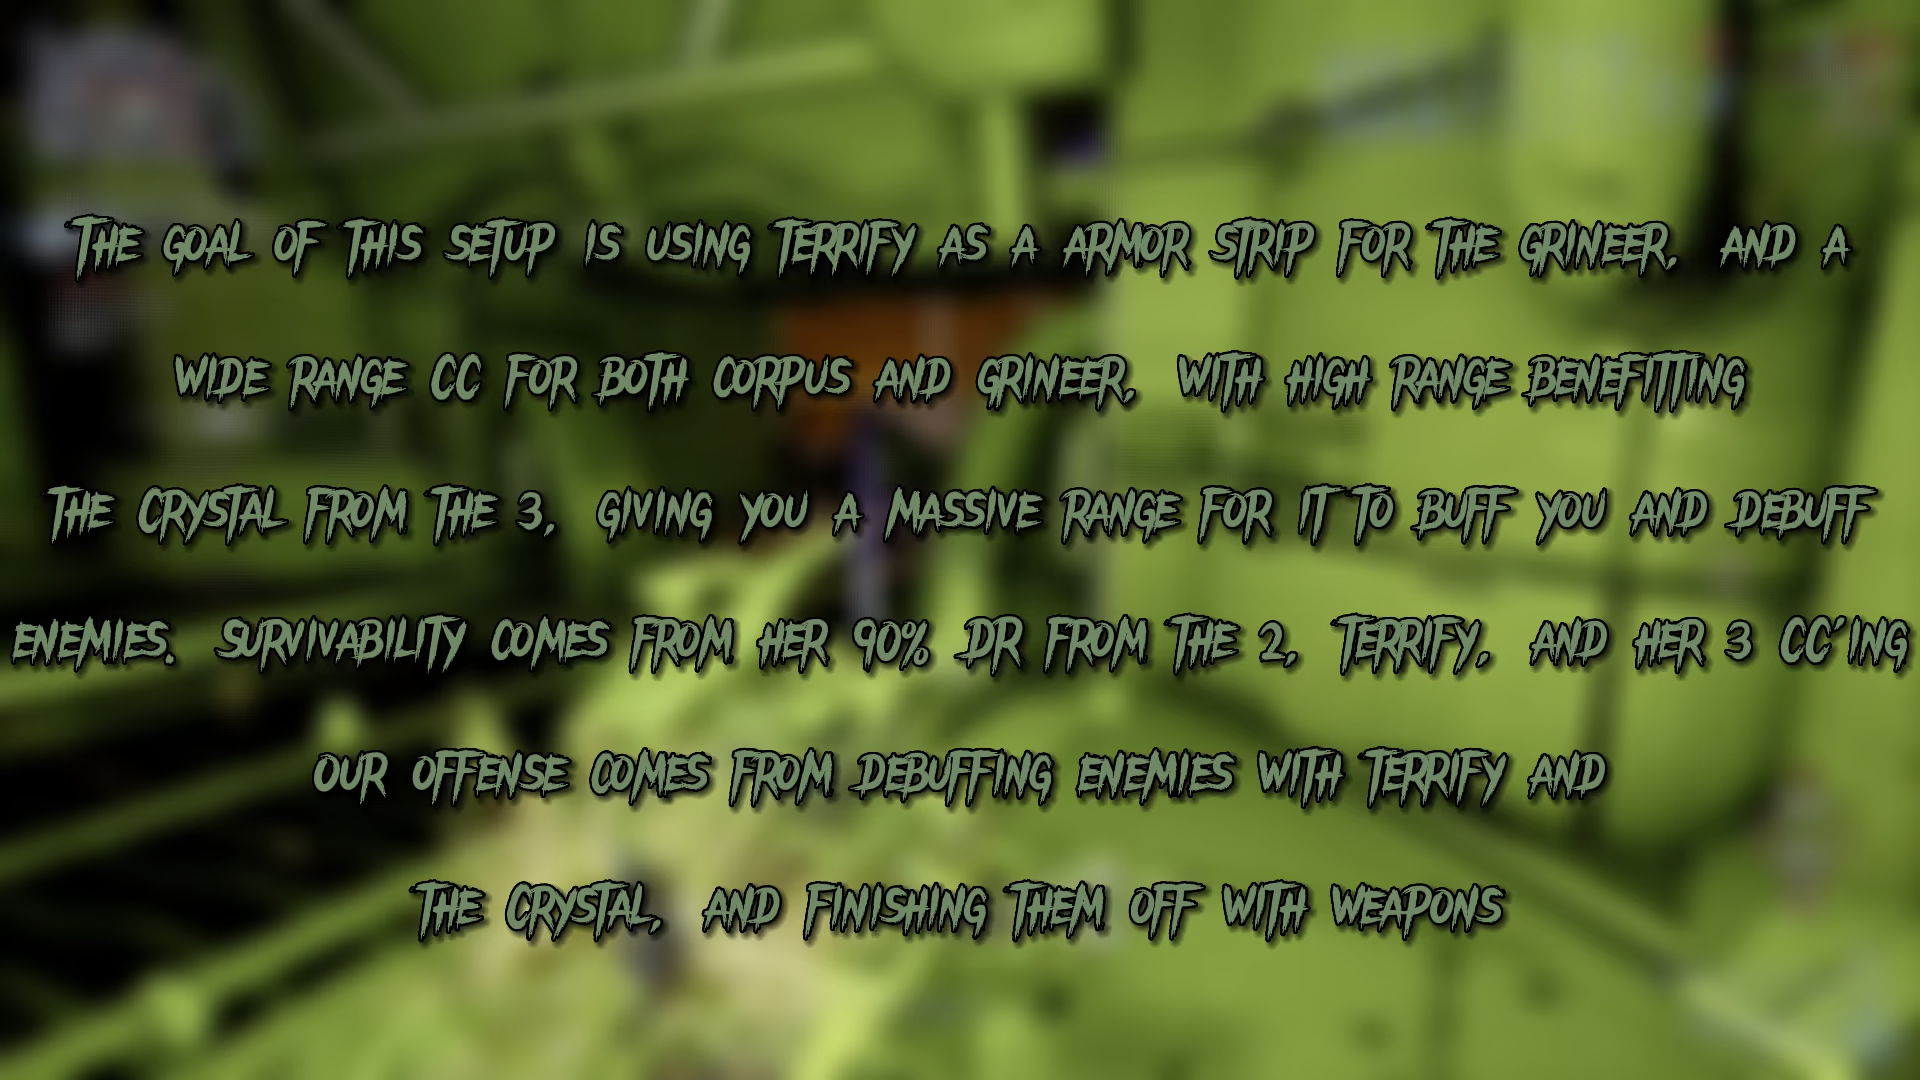 THE GOAL OF THIS SETUP IS USING TERRIFY AS A ARMOR STRIP FOR THE GRINEER, AND A
WIDE RANGE CC FOR BOTH CORPUS AND GRINEER, WITH HIGH RANGE BENEFITTING
THE CRYSTAL FROM THE 3, GIVING YOU A MASSIVE RANGE FOR IT TO BUFF YOU AND DEBUFF
ENEMIES. SURVIVABILITY COMES FROM HER 90% DR FROM THE 2, TERRIFY, AND HER 3 CC'ING
OUR OFFENSE COMES FROM DEBUFFING ENEMIES WITH TERRIFY AND
THE CRYSTAL, AND FINISHING THEM OFF WITH WEAPONS